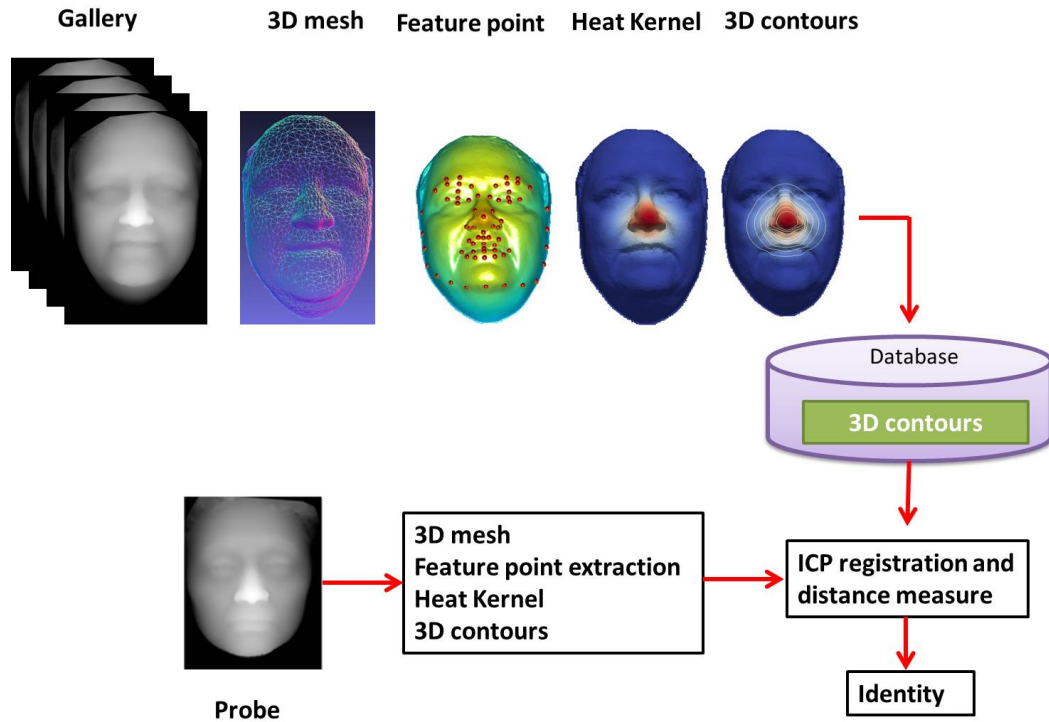 Gallery
3D mesh
Feature point
Heat Kernel
3D contours
Database
3D contours
3D mesh
Feature point extraction
Heat Kernel
3D contours
ICP registration and
distance measure
Identity
Probe